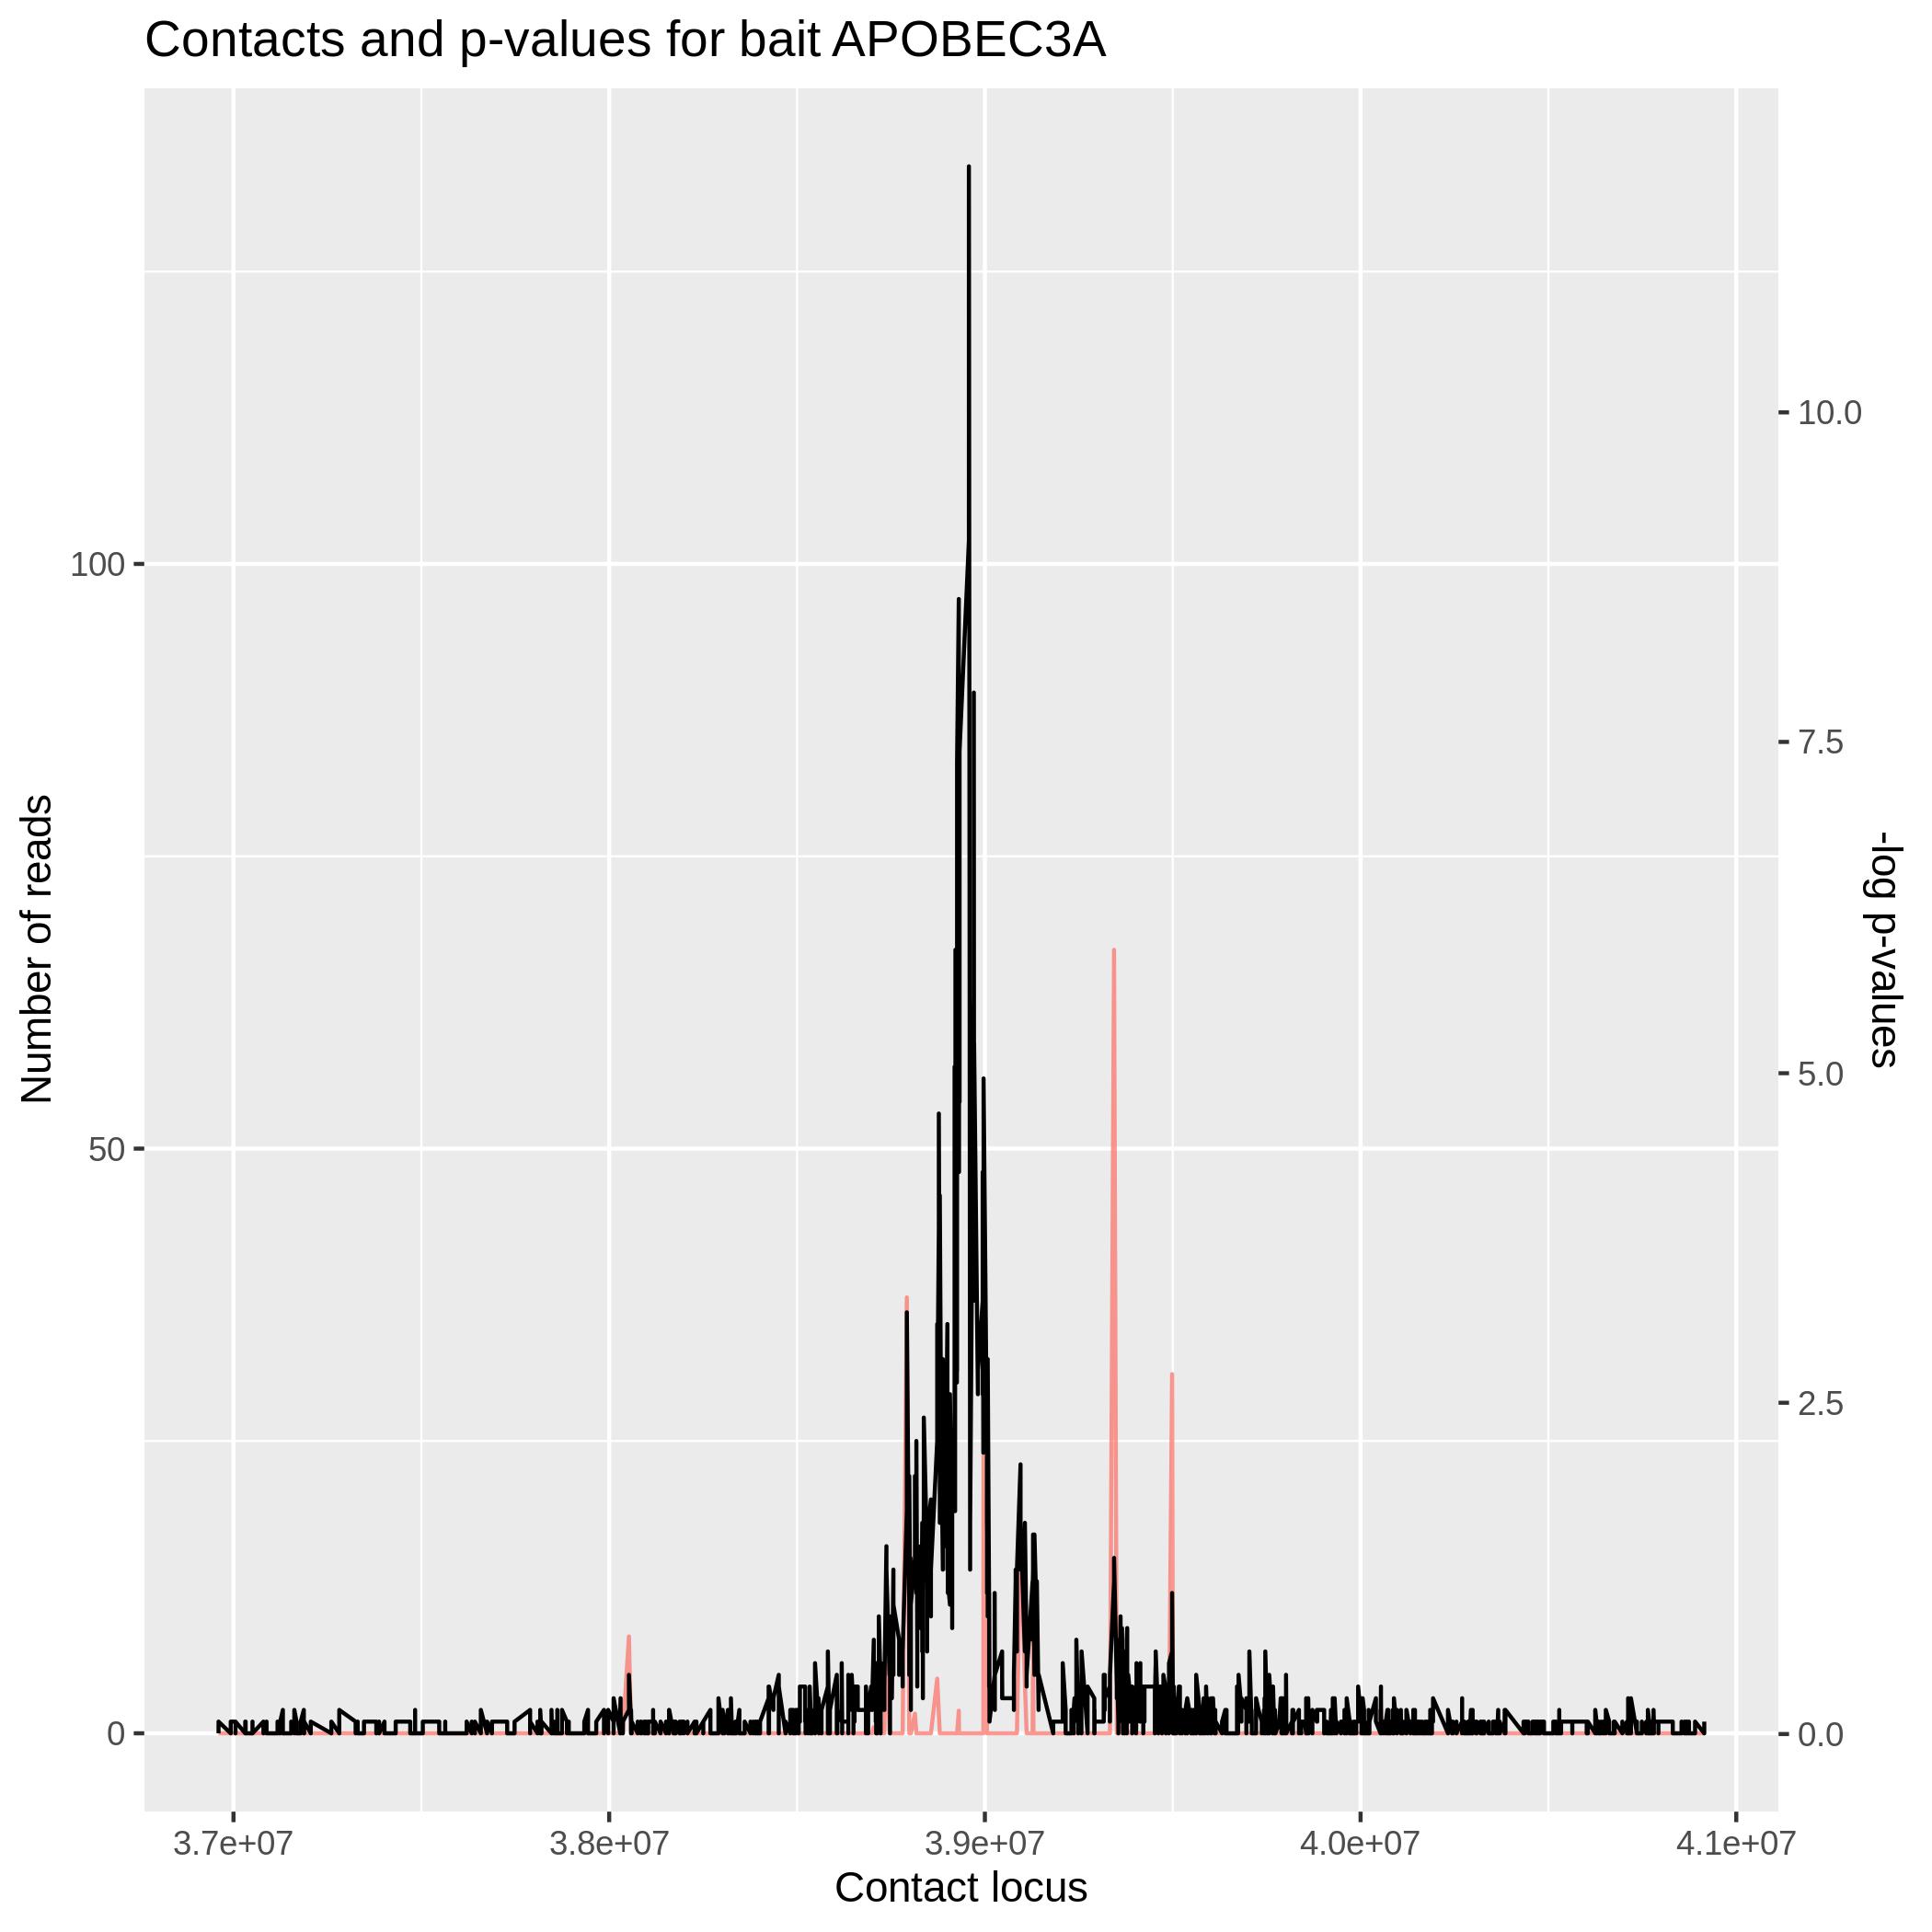 Contacts and p-values for bait APOBEC3A
Number of reads
100
50
0
10.0
7.5
5.0
2.5
0.0
-log p-values
3.7e+07 3.8e+07 3.9e+07 4.0e+07 4.1e+07
Contact locus